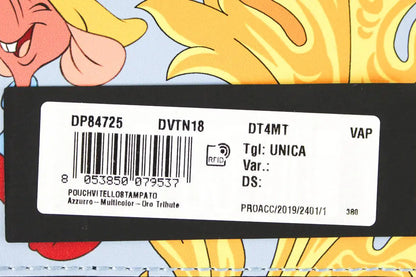 DP84725 DVTN18 DT4MT VAP
Tgl: UNICA
RFID
Var.:
DS:
8 053850 079537
POUCHVITELLOSTAMPATO
Azzurro--Multicolor--Oro Tribute
PROACC/2019/2401/1 380